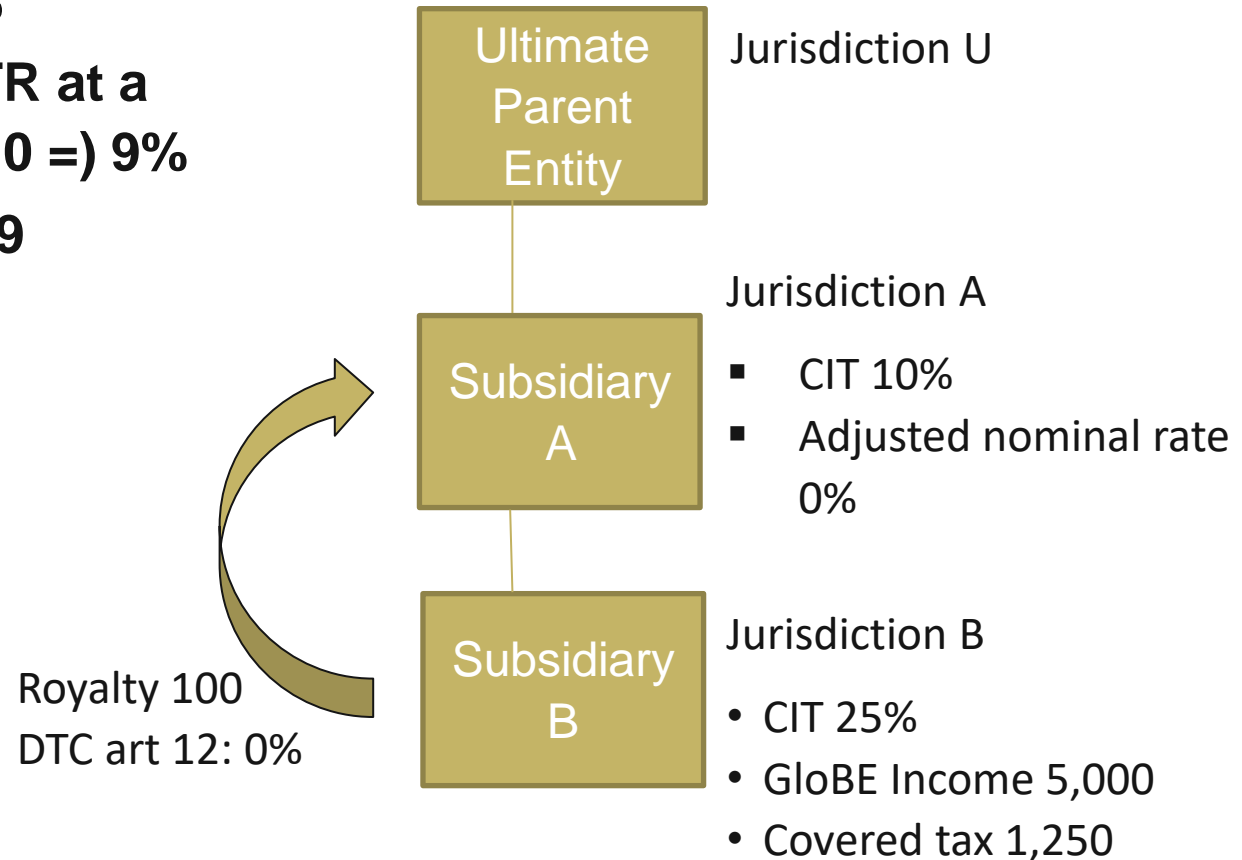 TR at a
0 =) 9%
9
Ultimate
Parent
Entity
Jurisdiction U
Jurisdiction A
Subsidiary
A
▪ CIT 10%
▪ Adjusted nominal rate
0%
Jurisdiction B
Subsidiary
B
• CIT 25%
• GloBE Income 5,000
• Covered tax 1,250
Royalty 100
DTC art 12: 0%